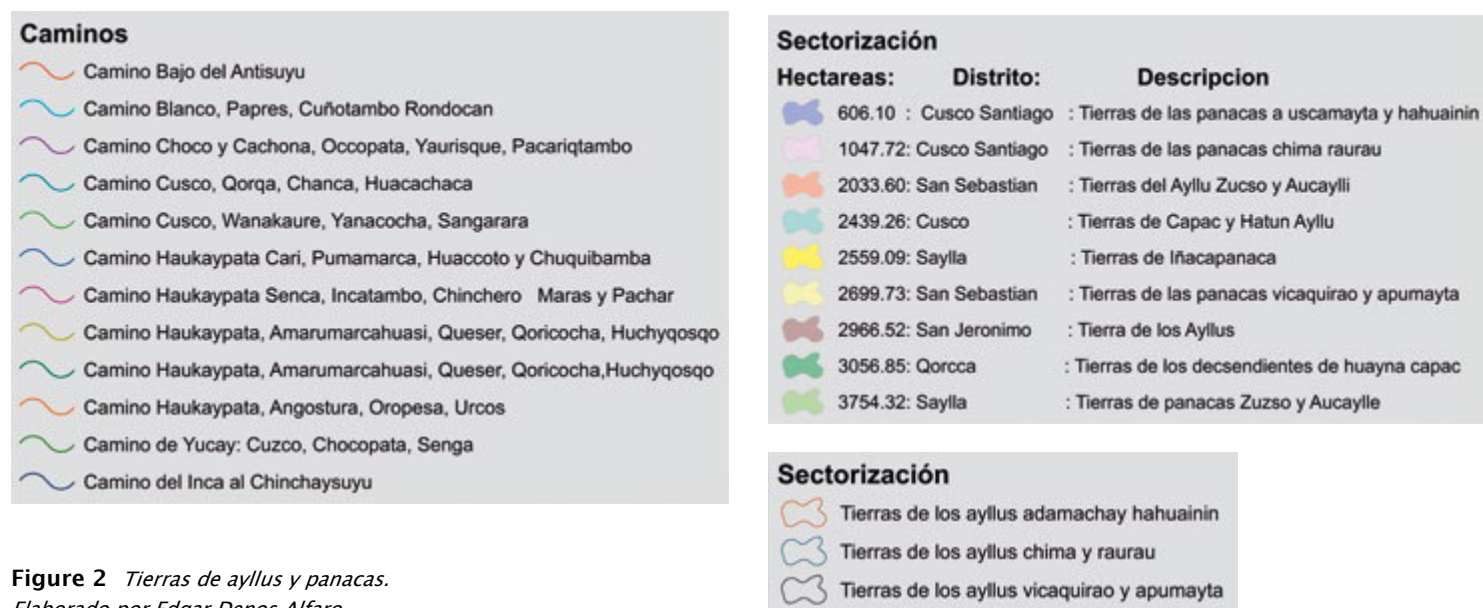 Caminos
Camino Bajo del Antisuyu
Camino Blanco, Papres, Cuñotambo Rondocan
Camino Choco y Cachona, Occopata, Yaurisque, Pacariqtambo
Camino Cusco, Qorqa, Chanca, Huacachaca
Camino Cusco, Wanakaure, Yanacocha, Sangarara
Camino Haukaypata Cari, Pumamarca, Huaccoto y Chuquibamba
Camino Haukaypata Senca, Incatambo, Chinchero Maras y Pachar
Camino Haukaypata, Amarumarcahuasi, Queser, Qoricocha, Huchyqosqo
Camino Haukaypata, Amarumarcahuasi, Queser, Qoricocha,Huchyqosqo
Camino Haukaypata, Angostura, Oropesa, Urcos
Camino de Yucay: Cuzco, Chocopata, Senga
Camino del Inca al Chinchaysuyu
Sectorización
Hectareas: Distrito: Descripcion
606.10 : Cusco Santiago : Tierras de las panacas a uscamayta y hahuainin
1047.72: Cusco Santiago : Tierras de las panacas chima raurau
2033.60: San Sebastian : Tierras del Ayllu Zucso y Aucaylli
2439.26: Cusco : Tierras de Capac y Hatun Ayllu
2559.09: Saylla : Tierras de Iñacapanaca
2699.73: San Sebastian : Tierras de las panacas vicaquirao y apumayta
2966.52: San Jeronimo : Tierra de los Ayllus
3056.85: Qorcca : Tierras de los decsendientes de huayna capac
3754.32: Saylla : Tierras de panacas Zuzso y Aucaylle
Sectorización
Tierras de los ayllus adamachay hahuainin
Tierras de los ayllus chima y raurau
Tierras de los ayllus vicaquirao y apumayta
Figure 2 Tierras de ayllus y panacas.
Elaborado por Edgar Denos Alfaro